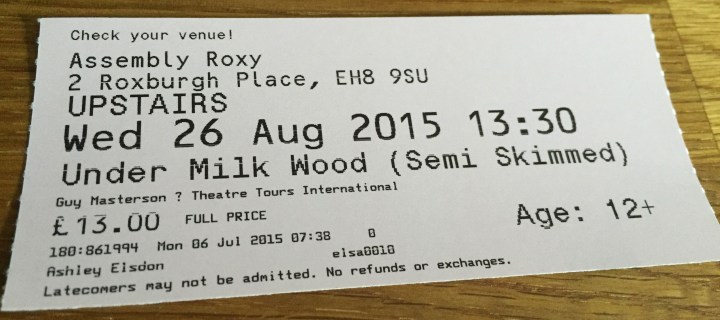 Check your venue!
Assembly Roxy
2 Roxburgh Place, EH8 9SU
UPSTAIRS
Wed 26 Aug 2015 13:30
Under Milk Wood (Semi Skimmed)
Guy Masterson ? Theatre Tours International
£13.00 FULL PRICE
Age: 12+
180:861994 Mon 06 Jul 2015 07:38 0
elsa0010
Ashley Elsdon
Latecomers may not be admitted. No refunds or exchanges.